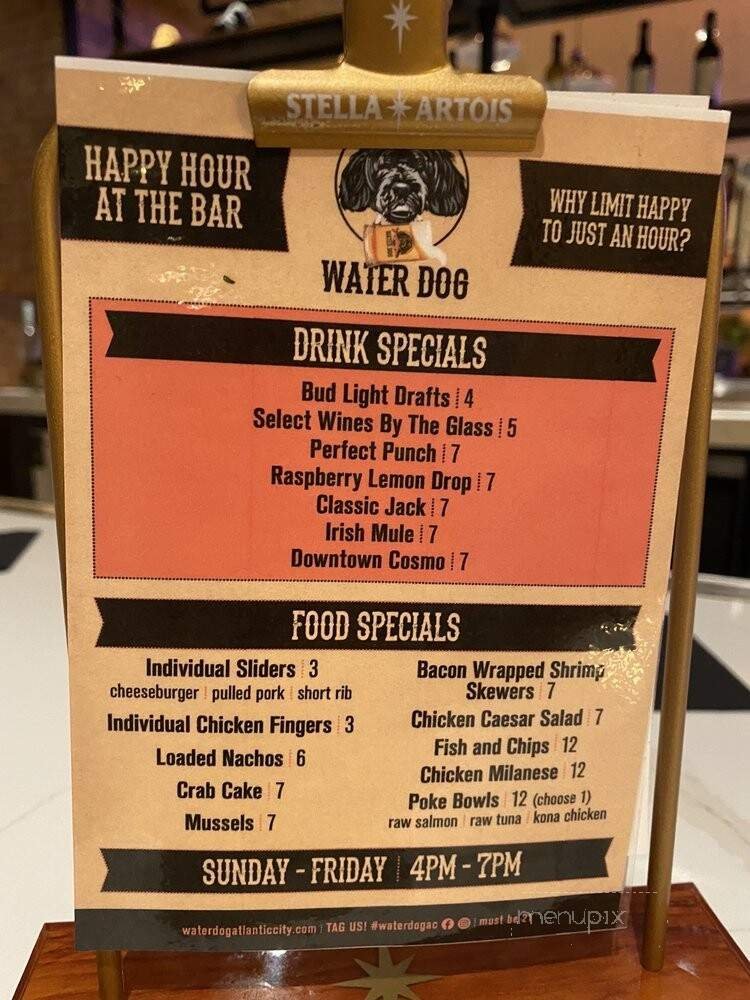 STELLA ARTOIS
HAPPY HOUR
AT THE BAR
WHY LIMIT HAPPY
TO JUST AN HOUR?
WATER DOG
DRINK SPECIALS
Bud Light Drafts | 4
Select Wines By The Glass | 5
Perfect Punch | 7
Raspberry Lemon Drop | 7
Classic Jack | 7
Irish Mule | 7
Downtown Cosmo | 7
FOOD SPECIALS
Individual Sliders | 3
cheeseburger | pulled pork | short rib
Individual Chicken Fingers | 3
Loaded Nachos | 6
Crab Cake | 7
Mussels | 7
Bacon Wrapped Shrimp
Skewers | 7
Chicken Caesar Salad | 7
Fish and Chips | 12
Chicken Milanese | 12
Poke Bowls | 12 (choose 1)
raw salmon | raw tuna | kona chicken
SUNDAY - FRIDAY | 4PM - 7PM
waterdogatlanticcity.com | TAG US! #waterdogac | must be
menupix